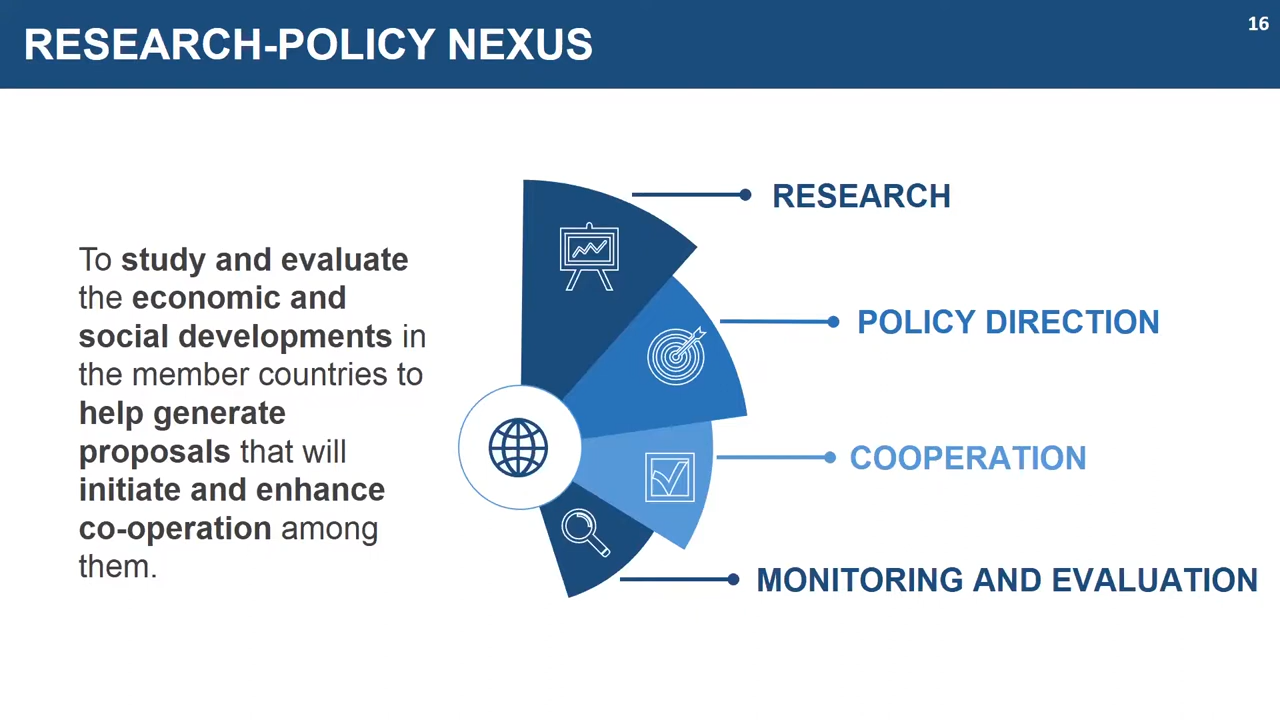 RESEARCH-POLICY NEXUS
16
To study and evaluate
the economic and
social developments in
the member countries to
help generate
proposals that will
initiate and enhance
co-operation among
them.
RESEARCH
POLICY DIRECTION
COOPERATION
MONITORING AND EVALUATION